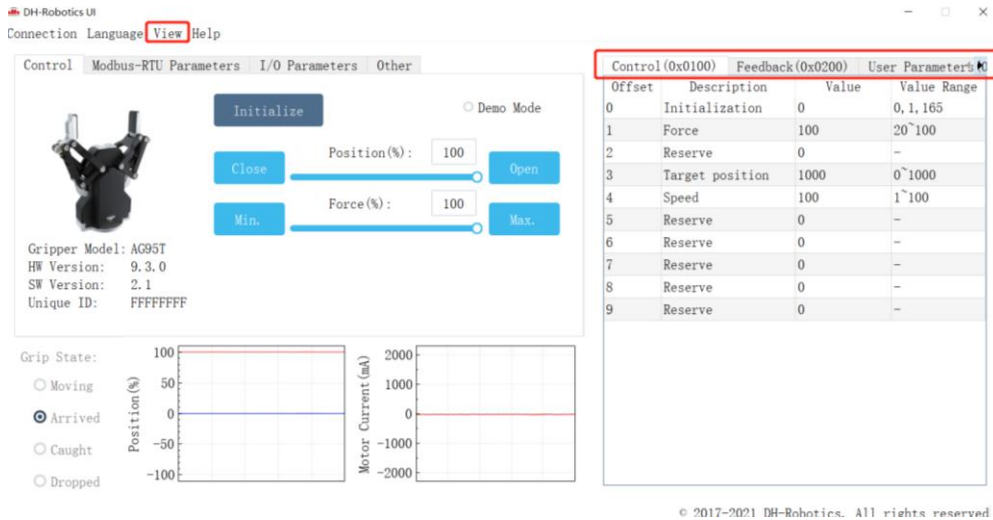 DH-Robotics UI
Connection Language View Help
Control Modbus-RTU Parameters I/O Parameters Other
Initialize
Demo Mode
Position(%): 100
Close
Open
Force(%): 100
Min.
Max.
Gripper Model: AG95T
HW Version: 9.3.0
SW Version: 2.1
Unique ID: FFFFFFFF
Grip State:
Moving
Arrived
Caught
Dropped
Position(%)
100
50
0
-50
-100
Motor Current(mA)
2000
1000
0
-1000
-2000
Control(0x0100) Feedback(0x0200) User Parameters
Offset Description Value Value Range
0 Initialization 0 0,1,165
1 Force 100 20~100
2 Reserve 0 -
3 Target position 1000 0~1000
4 Speed 100 1~100
5 Reserve 0 -
6 Reserve 0 -
7 Reserve 0 -
8 Reserve 0 -
9 Reserve 0 -
© 2017-2021 DH-Robotics. All rights reserved